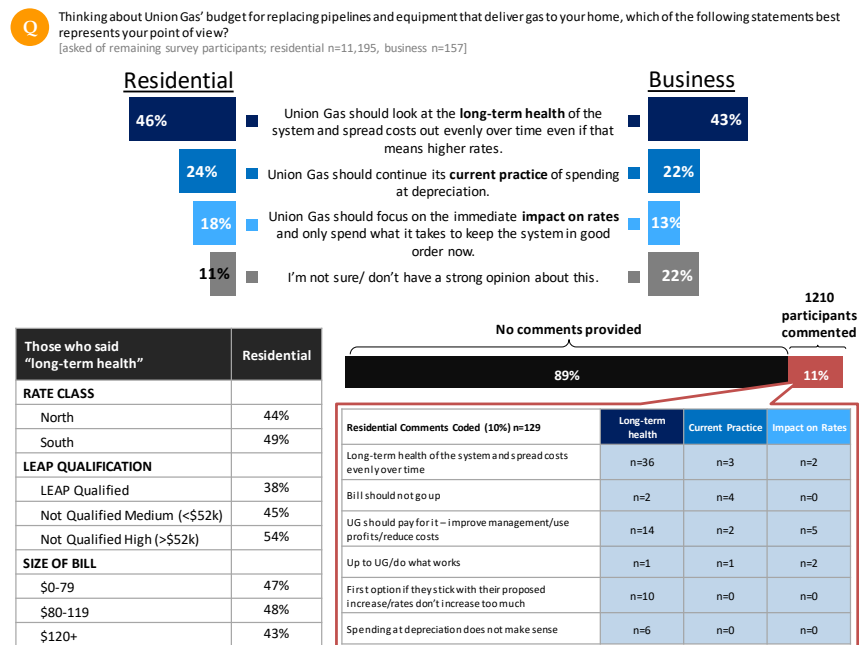 Q
Thinking about Union Gas' budget for replacing pipelines and equipment that deliver gas to your home, which of the following statements best
represents your point of view?
[asked of remaining survey participants; residential n=11,195, business n=157]
Residential
Business
46%
Union Gas should look at the long-term health of the
system and spread costs out evenly over time even if that
means higher rates.
43%
24%
Union Gas should continue its current practice of spending
at depreciation.
22%
18%
Union Gas should focus on the immediate impact on rates
and only spend what it takes to keep the system in good
order now.
13%
11%
I'm not sure/ don't have a strong opinion about this.
22%
1210
participants
commented
No comments provided
89%
11%
Those who said
"long-term health"
Residential
RATE CLASS
North 44%
South 49%
LEAP QUALIFICATION
LEAP Qualified 38%
Not Qualified Medium (<$52k) 45%
Not Qualified High (>$52k) 54%
SIZE OF BILL
$0-79 47%
$80-119 48%
$120+ 43%
Residential Comments Coded (10%) n=129
Long-term
health
Current Practice
Impact on Rates
Long-term health of the system and spread costs
evenly over time
n=36 n=3 n=2
Bill should not go up n=2 n=4 n=0
UG should pay for it – improve management/use
profits/reduce costs
n=14 n=2 n=5
Up to UG/do what works n=1 n=1 n=2
First option if they stick with their proposed
increase/rates don't increase too much
n=10 n=0 n=0
Spending at depreciation does not make sense n=6 n=0 n=0